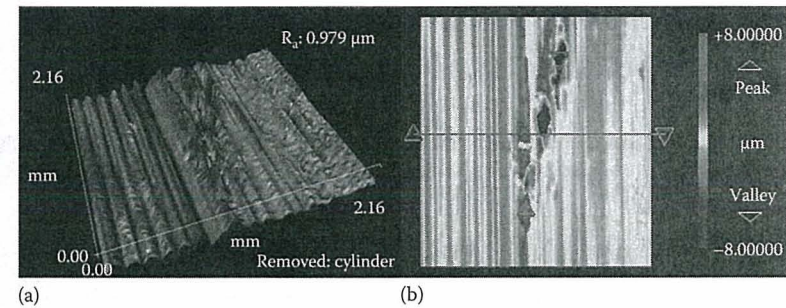 Rₐ: 0.979 µm
2.16
mm
0.00
0.00
mm
2.16
Removed: cylinder
+8.00000
Peak
µm
Valley
−8.00000
(a)
(b)